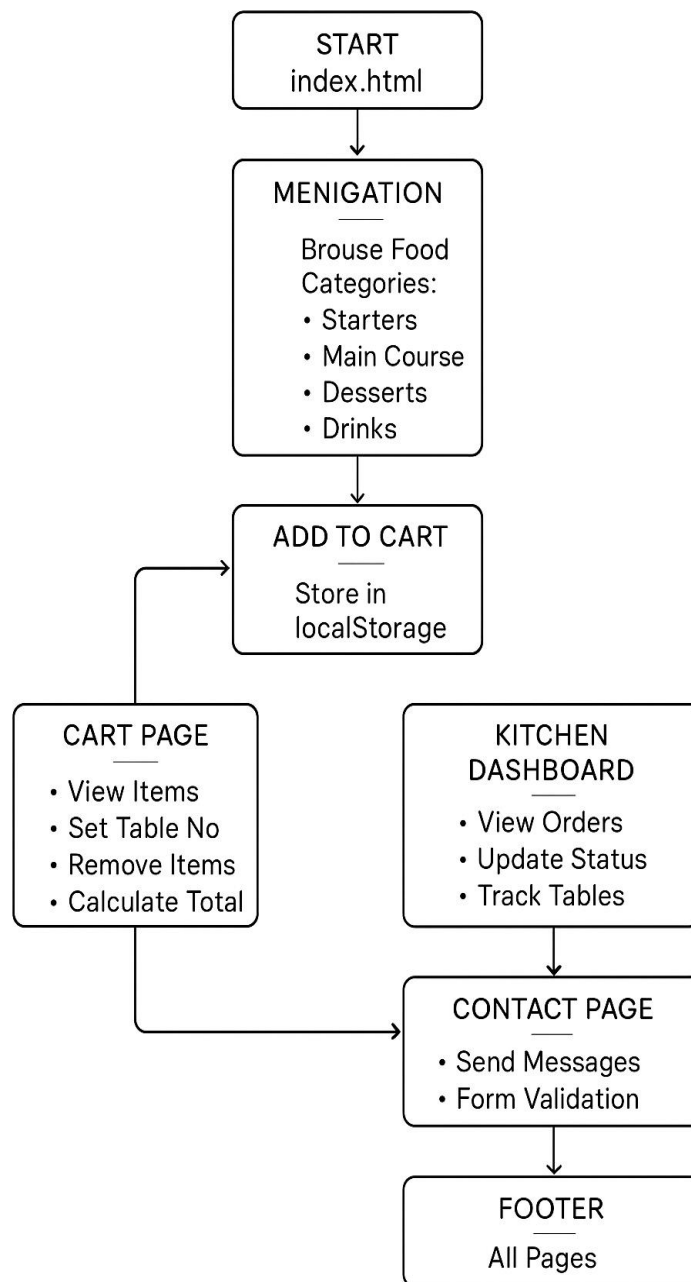 START
index.html
MENIGATION
Brouse Food
Categories:
• Starters
• Main Course
• Desserts
• Drinks
ADD TO CART
Store in
localStorage
CART PAGE
• View Items
• Set Table No
• Remove Items
• Calculate Total
KITCHEN
DASHBOARD
• View Orders
• Update Status
• Track Tables
CONTACT PAGE
• Send Messages
• Form Validation
FOOTER
All Pages